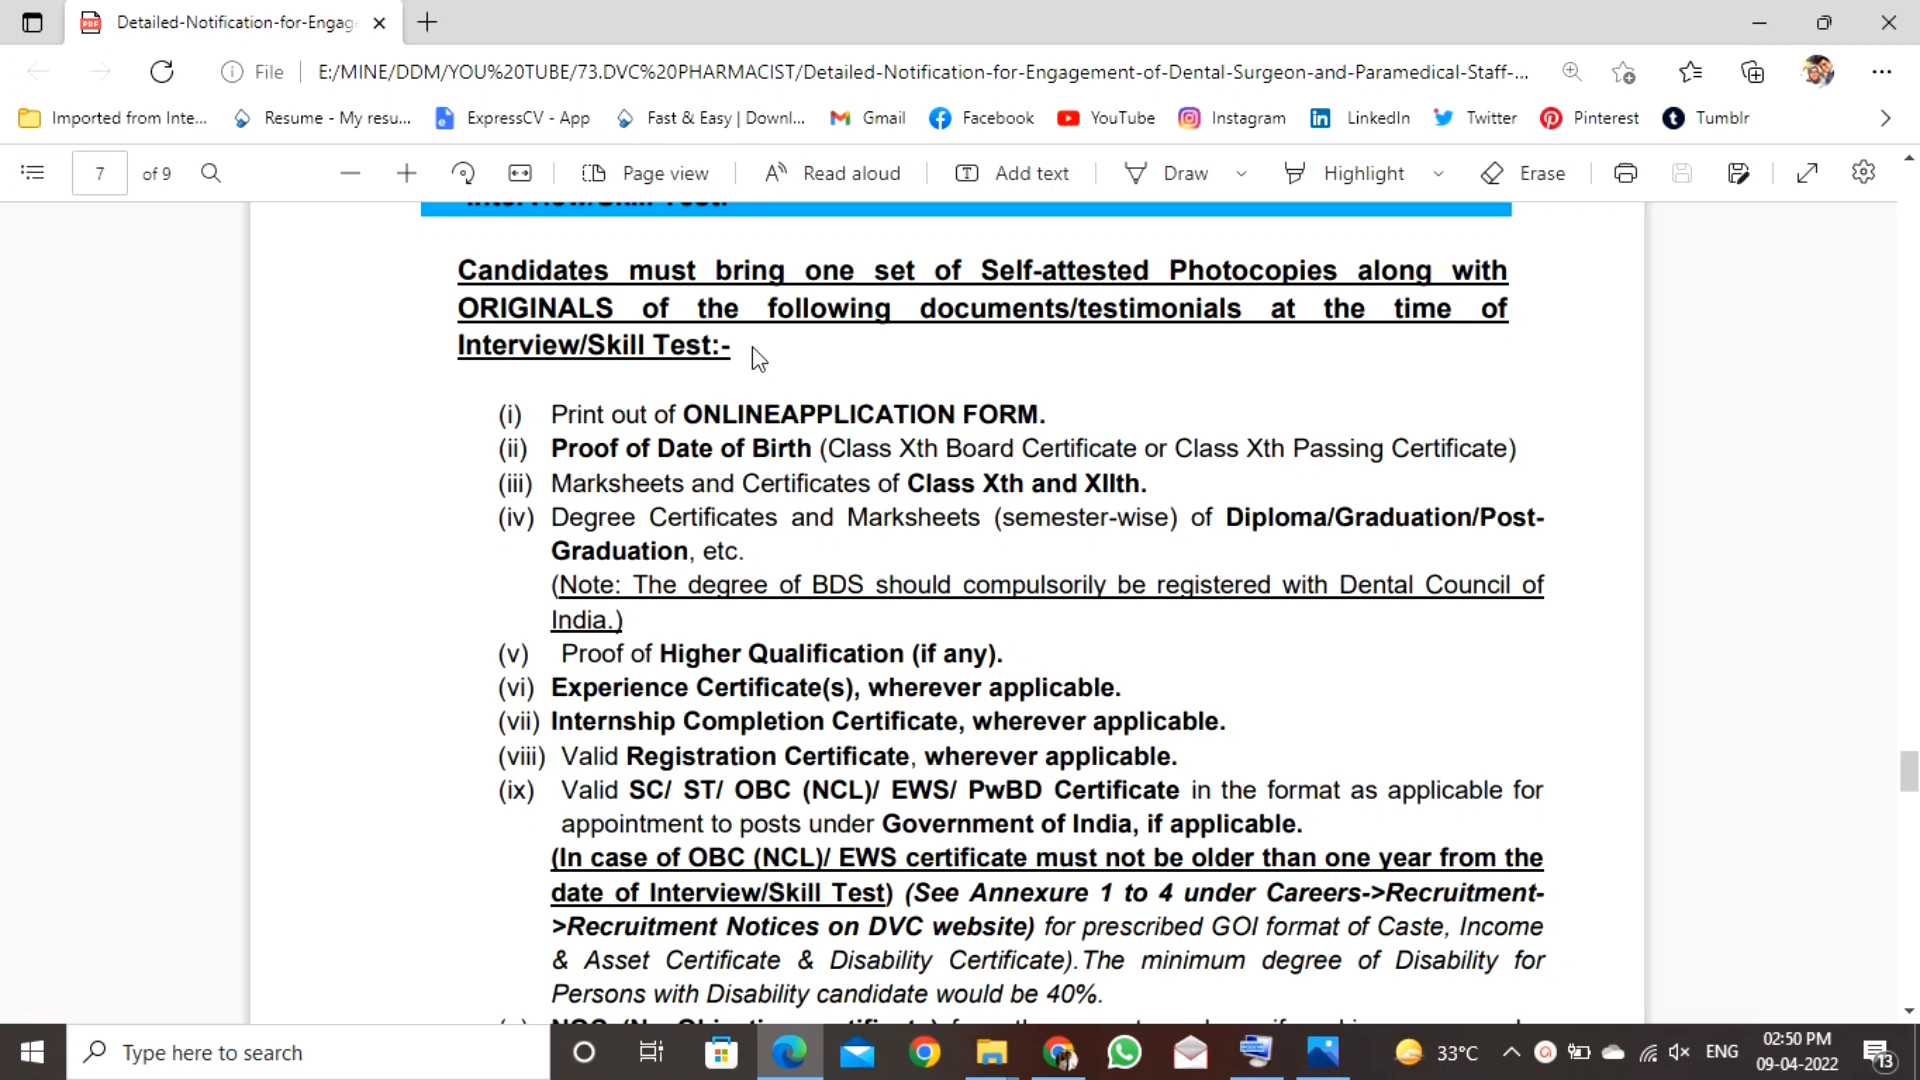 Detailed-Notification-for-Engage
File
E:/MINE/DDM/YOU%20TUBE/73.DVC%20PHARMACIST/Detailed-Notification-for-Engagement-of-Dental-Surgeon-and-Paramedical-Staff-...
Imported from Inte... Resume - My resu... ExpressCV - App Fast & Easy | Downl... Gmail Facebook YouTube Instagram LinkedIn Twitter Pinterest Tumblr
7 of 9 Page view Read aloud Add text Draw Highlight Erase
Interview/Skill Test:
Candidates must bring one set of Self-attested Photocopies along with
ORIGINALS of the following documents/testimonials at the time of
Interview/Skill Test:-
(i) Print out of ONLINEAPPLICATION FORM.
(ii) Proof of Date of Birth (Class Xth Board Certificate or Class Xth Passing Certificate)
(iii) Marksheets and Certificates of Class Xth and XIIth.
(iv) Degree Certificates and Marksheets (semester-wise) of Diploma/Graduation/Post-
Graduation, etc.
(Note: The degree of BDS should compulsorily be registered with Dental Council of
India.)
(v) Proof of Higher Qualification (if any).
(vi) Experience Certificate(s), wherever applicable.
(vii) Internship Completion Certificate, wherever applicable.
(viii) Valid Registration Certificate, wherever applicable.
(ix) Valid SC/ ST/ OBC (NCL)/ EWS/ PwBD Certificate in the format as applicable for
appointment to posts under Government of India, if applicable.
(In case of OBC (NCL)/ EWS certificate must not be older than one year from the
date of Interview/Skill Test) (See Annexure 1 to 4 under Careers->Recruitment-
>Recruitment Notices on DVC website) for prescribed GOI format of Caste, Income
& Asset Certificate & Disability Certificate).The minimum degree of Disability for
Persons with Disability candidate would be 40%.
Type here to search
33°C ENG 02:50 PM
09-04-2022
13